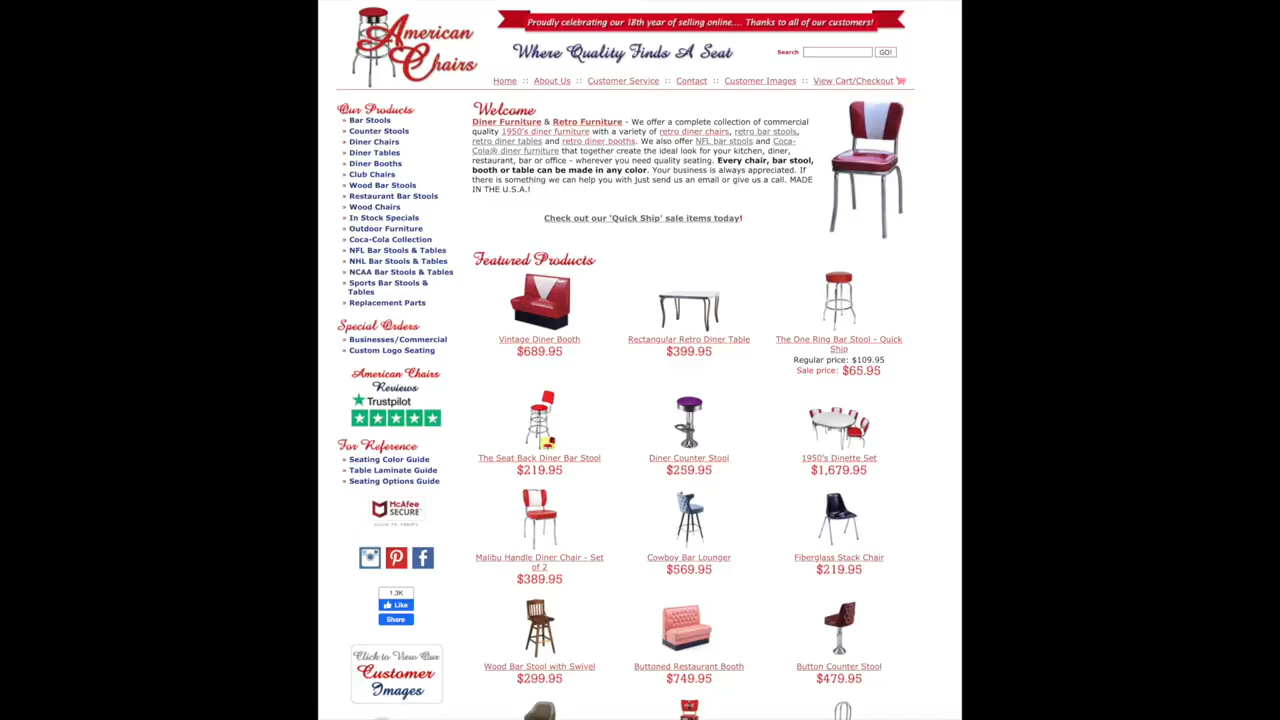 American
Chairs
Proudly celebrating our 18th year of selling online.... Thanks to all of our customers!
Where Quality Finds A Seat
Search
GO!
Home :: About Us :: Customer Service :: Contact :: Customer Images :: View Cart/Checkout
Our Products
» Bar Stools
» Counter Stools
» Diner Chairs
» Diner Tables
» Diner Booths
» Club Chairs
» Wood Bar Stools
» Restaurant Bar Stools
» Wood Chairs
» In Stock Specials
» Outdoor Furniture
» Coca-Cola Collection
» NFL Bar Stools & Tables
» NHL Bar Stools & Tables
» NCAA Bar Stools & Tables
» Sports Bar Stools &
Tables
» Replacement Parts
Special Orders
» Businesses/Commercial
» Custom Logo Seating
American Chairs
Reviews
Trustpilot
For Reference
» Seating Color Guide
» Table Laminate Guide
» Seating Options Guide
McAfee
SECURE
1.3K
Like
Share
Click to View Our
Customer
Images
Welcome
Diner Furniture & Retro Furniture - We offer a complete collection of commercial
quality 1950's diner furniture with a variety of retro diner chairs, retro bar stools,
retro diner tables and retro diner booths. We also offer NFL bar stools and Coca-
Cola® diner furniture that together create the ideal look for your kitchen, diner,
restaurant, bar or office - wherever you need quality seating. Every chair, bar stool,
booth or table can be made in any color. Your business is always appreciated. If
there is something we can help you with just send us an email or give us a call. MADE
IN THE U.S.A.!
Check out our 'Quick Ship' sale items today!
Featured Products
Vintage Diner Booth
$689.95
Rectangular Retro Diner Table
$399.95
The One Ring Bar Stool - Quick
Ship
Regular price: $109.95
Sale price: $65.95
The Seat Back Diner Bar Stool
$219.95
Diner Counter Stool
$259.95
1950's Dinette Set
$1,679.95
Malibu Handle Diner Chair - Set
of 2
$389.95
Cowboy Bar Lounger
$569.95
Fiberglass Stack Chair
$219.95
Wood Bar Stool with Swivel
$299.95
Buttoned Restaurant Booth
$749.95
Button Counter Stool
$479.95